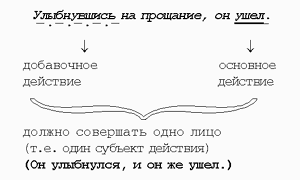 Улыбнувшись на прощание, он ушел.
добавочное основное
действие действие
должно совершать одно лицо
(т.е. один субъект действия)
(Он улыбнулся, и он же ушел.)